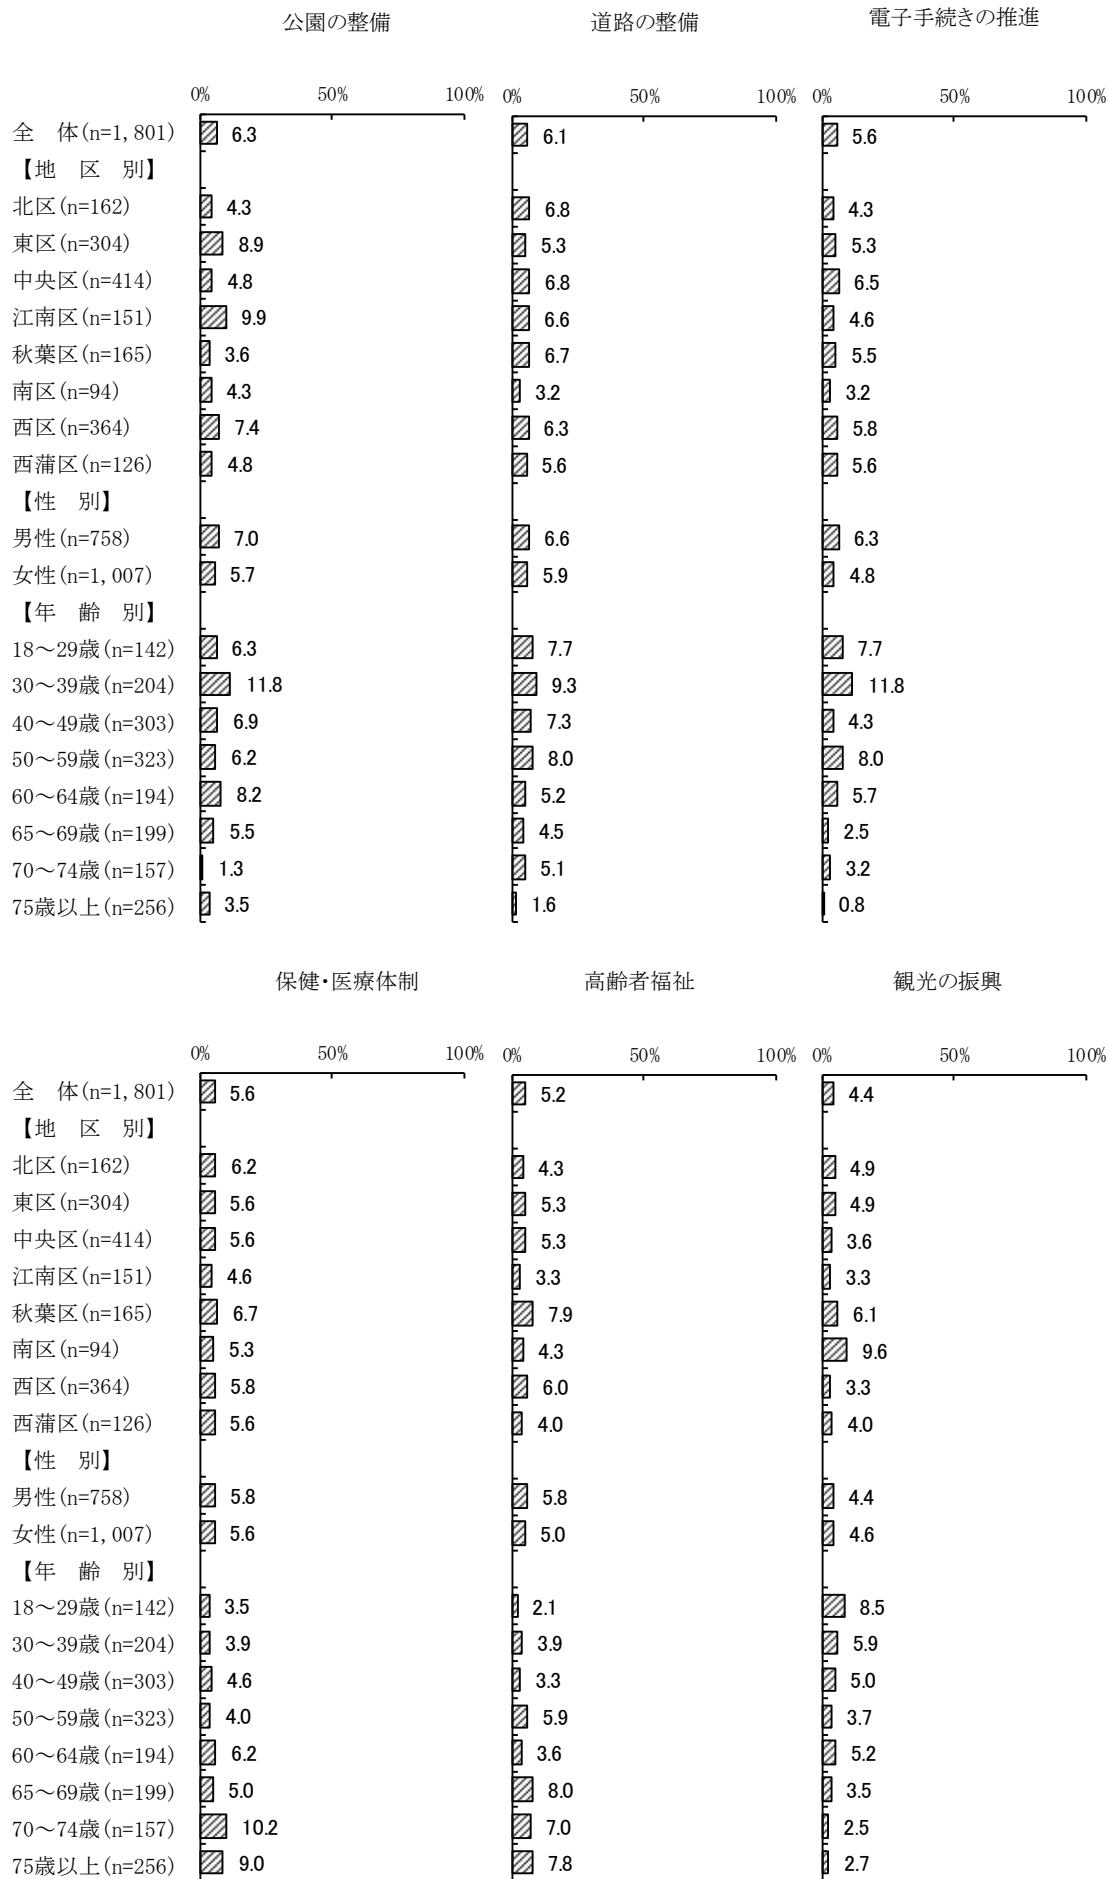 公園の整備 道路の整備 電子手続きの推進
0% 50% 100% 0% 50% 100% 0% 50% 100%
全　体(n=1,801) 6.3 6.1 5.6
【地　区　別】
北区(n=162) 4.3 6.8 4.3
東区(n=304) 8.9 5.3 5.3
中央区(n=414) 4.8 6.8 6.5
江南区(n=151) 9.9 6.6 4.6
秋葉区(n=165) 3.6 6.7 5.5
南区(n=94) 4.3 3.2 3.2
西区(n=364) 7.4 6.3 5.8
西蒲区(n=126) 4.8 5.6 5.6
【性　別】
男性(n=758) 7.0 6.6 6.3
女性(n=1,007) 5.7 5.9 4.8
【年　齢　別】
18～29歳(n=142) 6.3 7.7 7.7
30～39歳(n=204) 11.8 9.3 11.8
40～49歳(n=303) 6.9 7.3 4.3
50～59歳(n=323) 6.2 8.0 8.0
60～64歳(n=194) 8.2 5.2 5.7
65～69歳(n=199) 5.5 4.5 2.5
70～74歳(n=157) 1.3 5.1 3.2
75歳以上(n=256) 3.5 1.6 0.8
保健・医療体制 高齢者福祉 観光の振興
0% 50% 100% 0% 50% 100% 0% 50% 100%
全　体(n=1,801) 5.6 5.2 4.4
【地　区　別】
北区(n=162) 6.2 4.3 4.9
東区(n=304) 5.6 5.3 4.9
中央区(n=414) 5.6 5.3 3.6
江南区(n=151) 4.6 3.3 3.3
秋葉区(n=165) 6.7 7.9 6.1
南区(n=94) 5.3 4.3 9.6
西区(n=364) 5.8 6.0 3.3
西蒲区(n=126) 5.6 4.0 4.0
【性　別】
男性(n=758) 5.8 5.8 4.4
女性(n=1,007) 5.6 5.0 4.6
【年　齢　別】
18～29歳(n=142) 3.5 2.1 8.5
30～39歳(n=204) 3.9 3.9 5.9
40～49歳(n=303) 4.6 3.3 5.0
50～59歳(n=323) 4.0 5.9 3.7
60～64歳(n=194) 6.2 3.6 5.2
65～69歳(n=199) 5.0 8.0 3.5
70～74歳(n=157) 10.2 7.0 2.5
75歳以上(n=256) 9.0 7.8 2.7